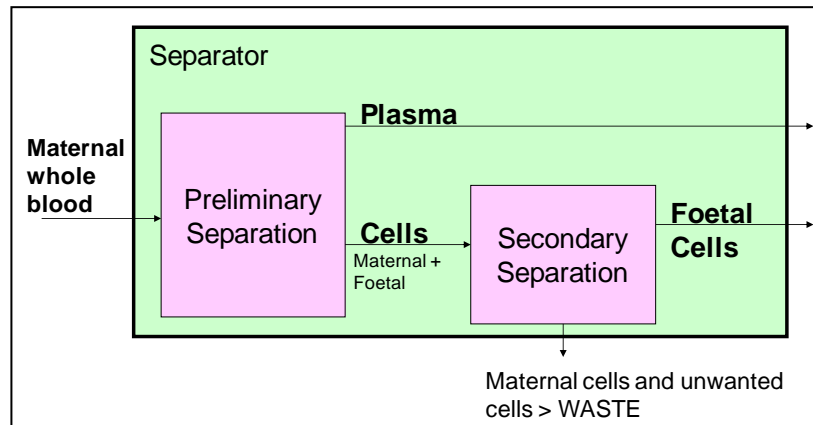 Separator
Plasma
Maternal
whole
blood
Preliminary
Separation
Cells
Maternal +
Foetal
Secondary
Separation
Foetal
Cells
Maternal cells and unwanted
cells > WASTE